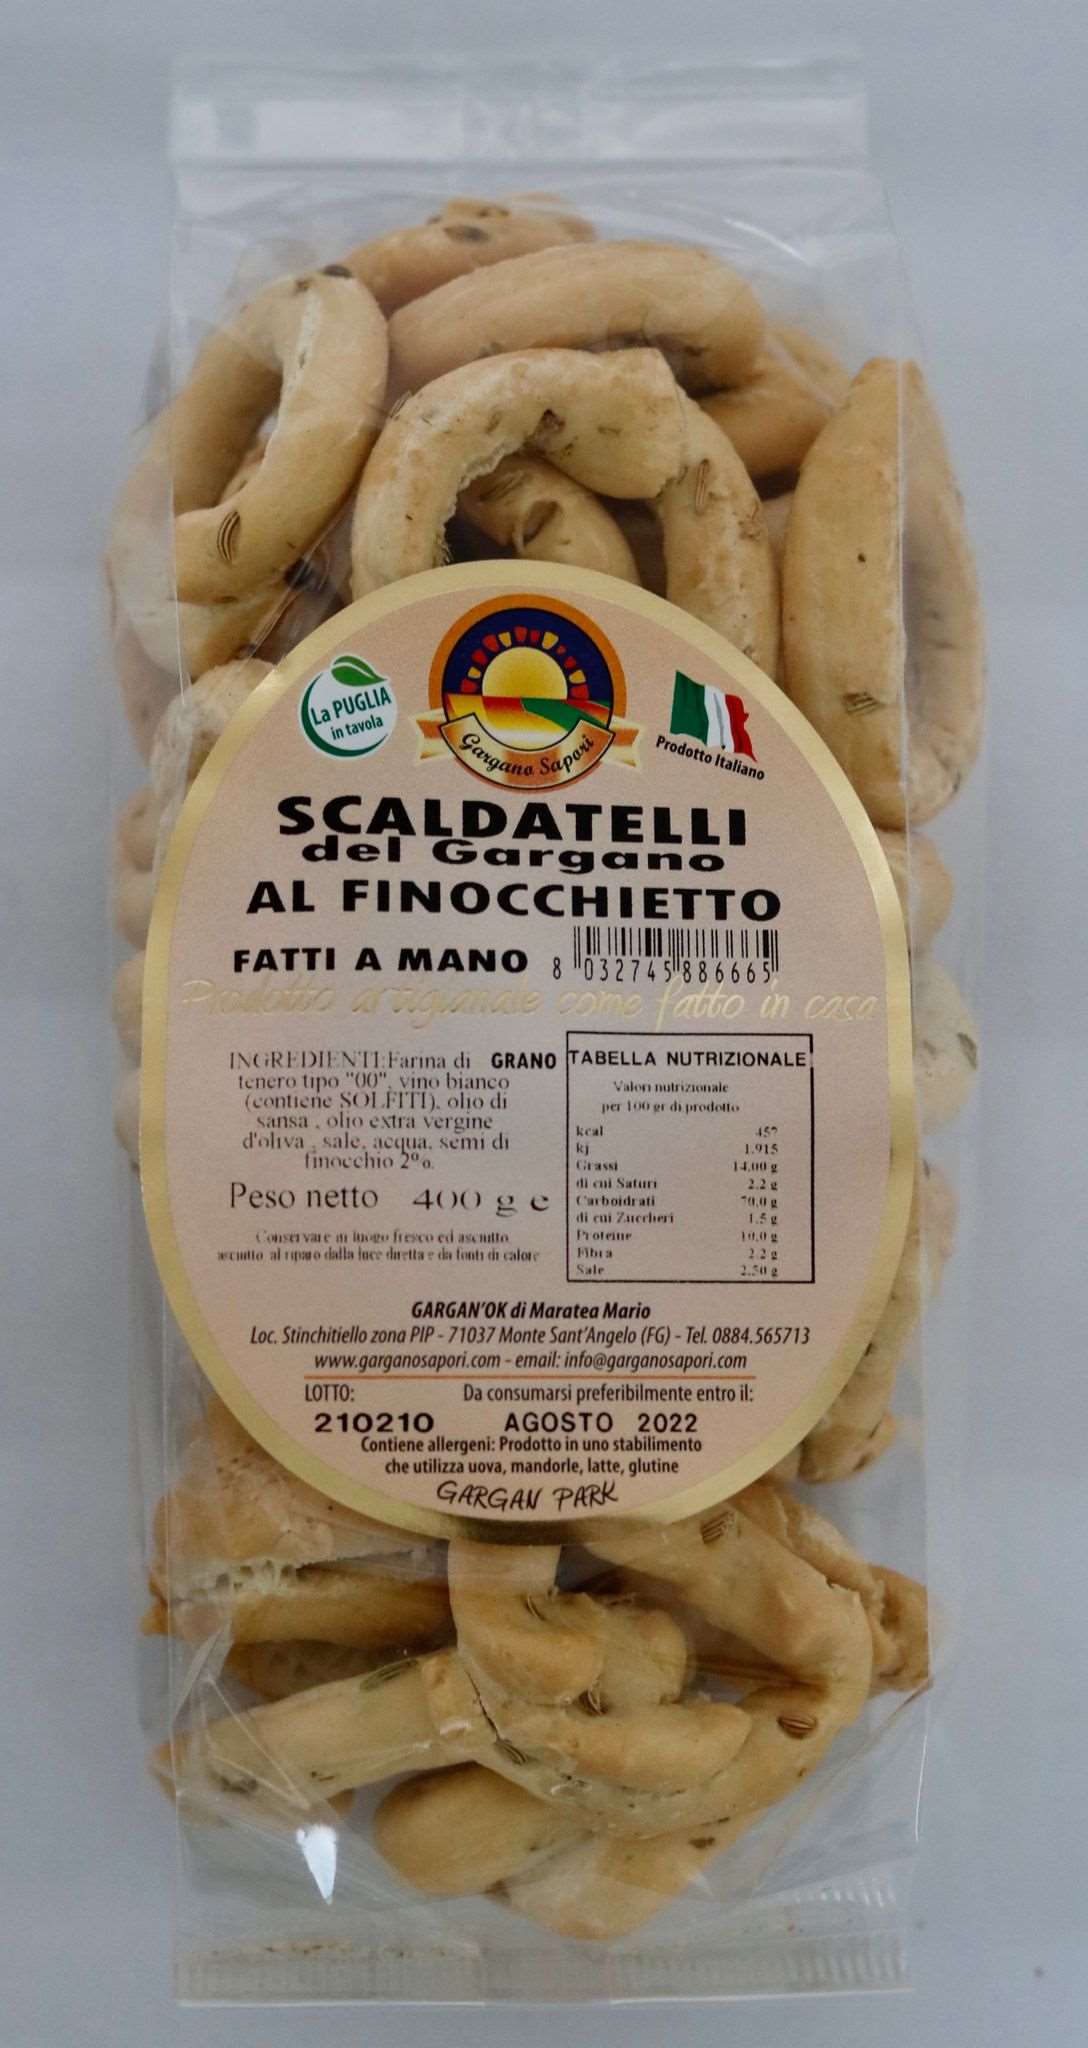 La PUGLIA
in tavola
Gargano Sapori
Prodotto Italiano
SCALDATELLI
del Gargano
AL FINOCCHIETTO
FATTI A MANO
8 032745 886665
Prodotto artigianale come fatto in casa
INGREDIENTI:Farina di GRANO
tenero tipo "00", vino bianco
(contiene SOLFITI), olio di
sansa , olio extra vergine
d'oliva , sale, acqua, semi di
finocchio 2%.
Peso netto 400 g e
Conservare in luogo fresco ed asciutto
asciutto al riparo dalla luce diretta e da fonti di calore
TABELLA NUTRIZIONALE
Valori nutrizionale
per 100 gr di prodotto
kcal 457
kj 1.915
Grassi 14,00 g
di cui Saturi 2.2 g
Carboidrati 70,0 g
di cui Zuccheri 1.5 g
Proteine 10.0 g
Fibra 2.2 g
Sale 2.50 g
GARGAN'OK di Maratea Mario
Loc. Stinchitiello zona PIP - 71037 Monte Sant'Angelo (FG) - Tel. 0884.565713
www.garganosapori.com - email: info@garganosapori.com
LOTTO: Da consumarsi preferibilmente entro il:
210210 AGOSTO 2022
Contiene allergeni: Prodotto in uno stabilimento
che utilizza uova, mandorle, latte, glutine
GARGAN PARK